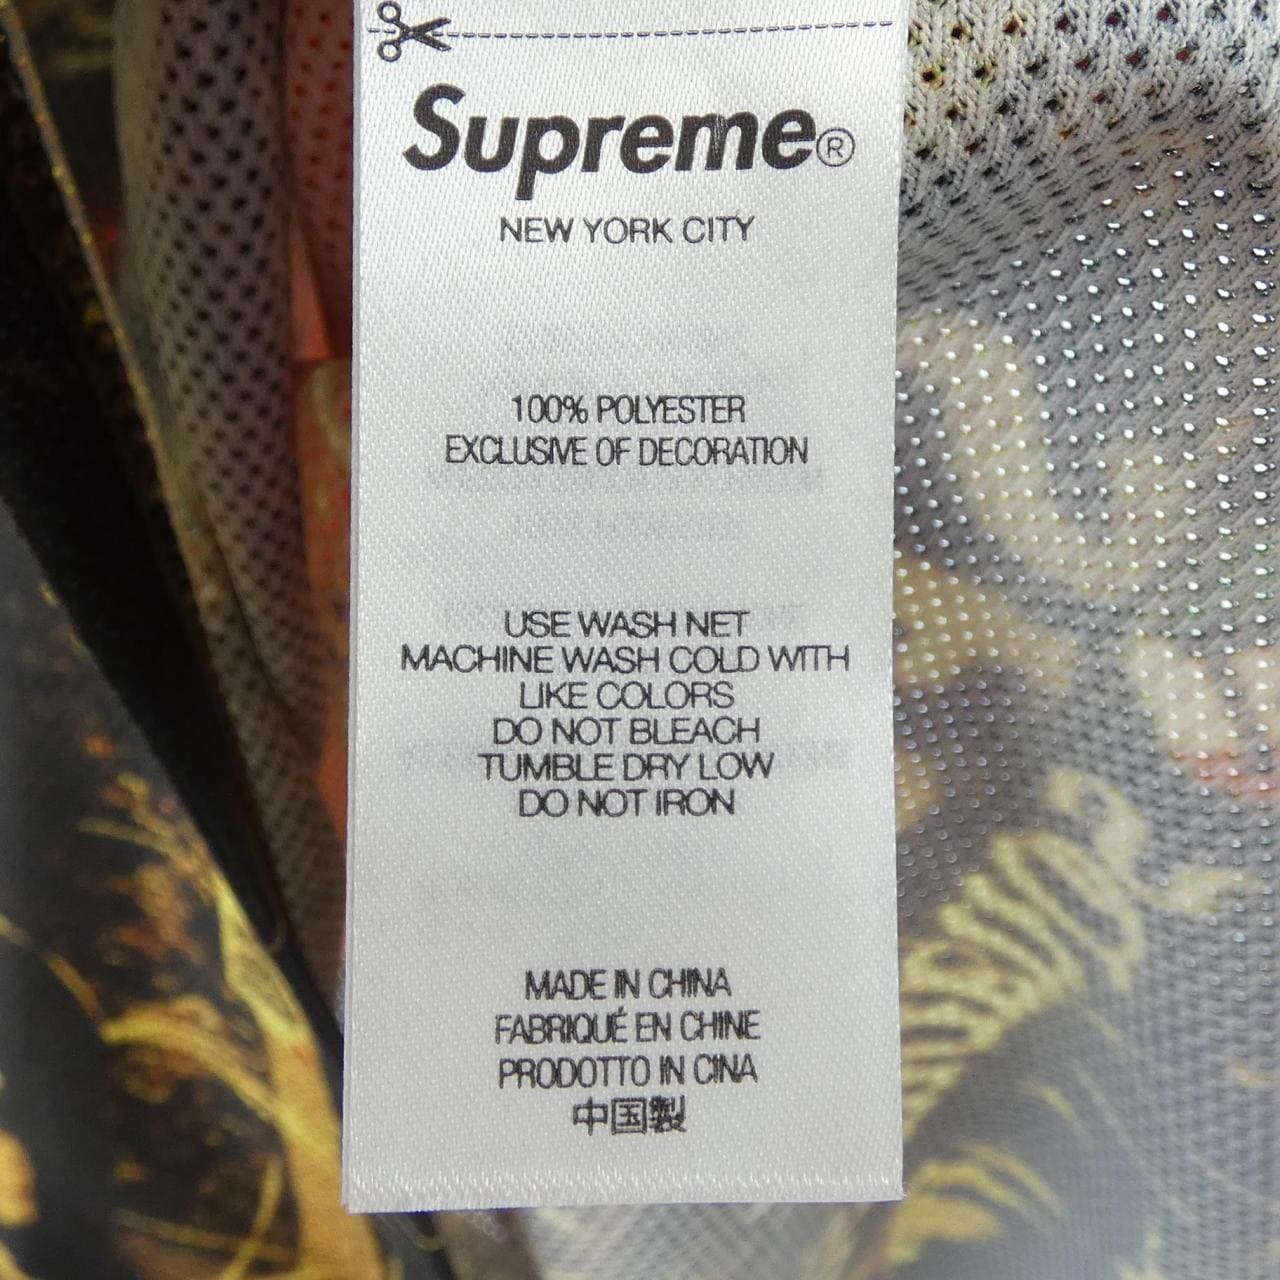 Supreme®
NEW YORK CITY
100% POLYESTER
EXCLUSIVE OF DECORATION
USE WASH NET
MACHINE WASH COLD WITH
LIKE COLORS
DO NOT BLEACH
TUMBLE DRY LOW
DO NOT IRON
MADE IN CHINA
FABRIQUÉ EN CHINE
PRODOTTO IN CINA
中国製